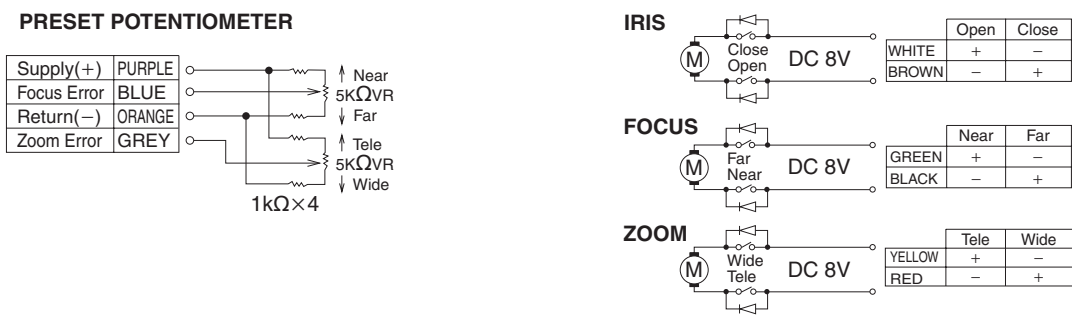 PRESET POTENTIOMETER
Supply(+) PURPLE
Focus Error BLUE
Return(−) ORANGE
Zoom Error GREY
Near
5KΩVR
Far
Tele
5KΩVR
Wide
1kΩ×4
IRIS
M
Close
Open
DC 8V
Open Close
WHITE + −
BROWN − +
FOCUS
M
Far
Near
DC 8V
Near Far
GREEN + −
BLACK − +
ZOOM
M
Wide
Tele
DC 8V
Tele Wide
YELLOW + −
RED − +